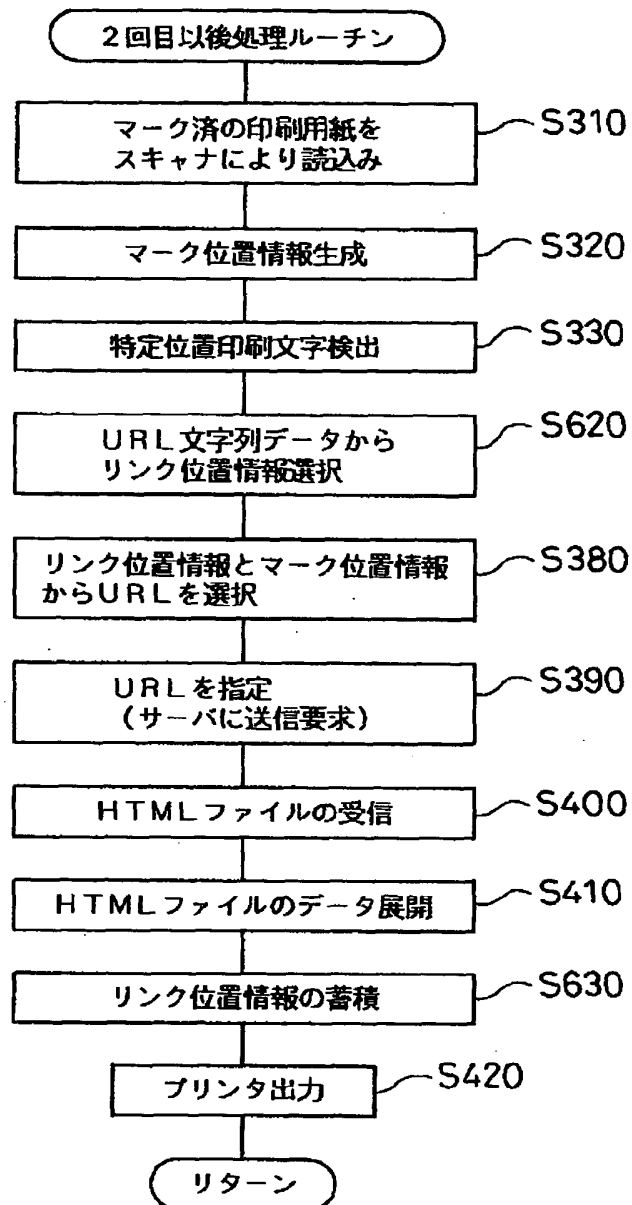 2回目以後処理ルーチン
マーク済の印刷用紙を
スキャナにより読込み
S310
マーク位置情報生成
S320
特定位置印刷文字検出
S330
URL文字列データから
リンク位置情報選択
S620
リンク位置情報とマーク位置情報
からURLを選択
S380
URLを指定
(サーバに送信要求)
S390
HTMLファイルの受信
S400
HTMLファイルのデータ展開
S410
リンク位置情報の蓄積
S630
プリンタ出力
S420
リターン